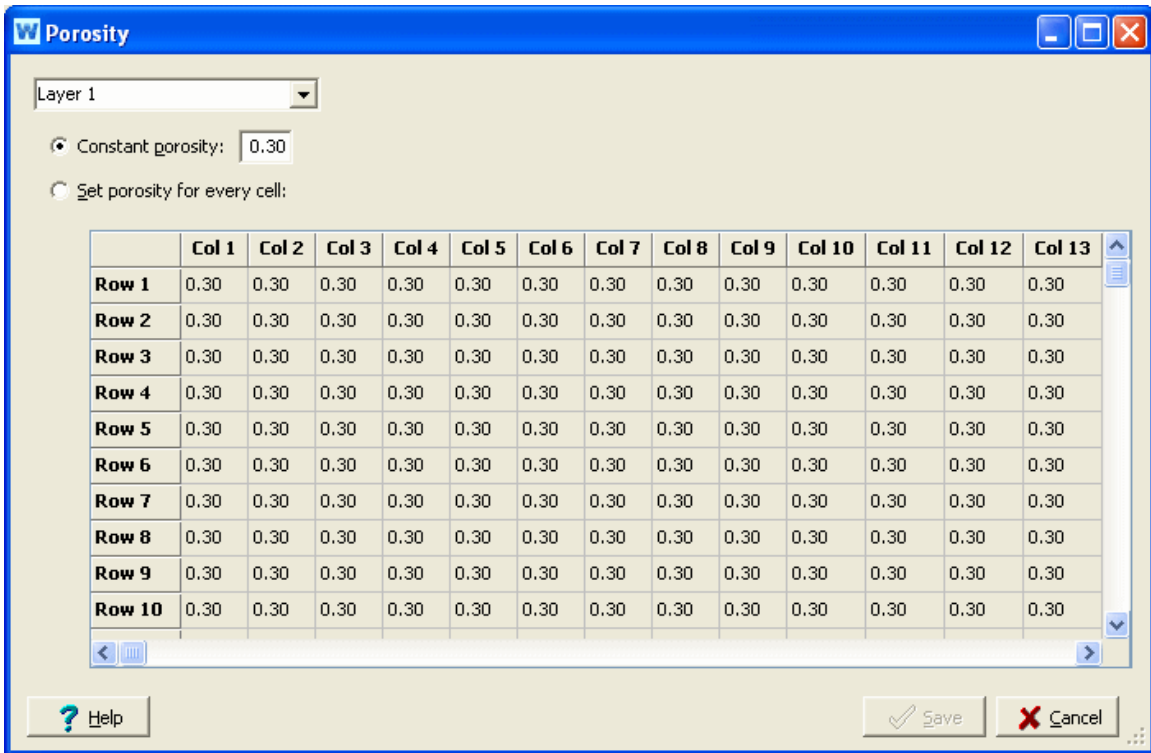 W Porosity
Layer 1
Constant porosity: 0.30
Set porosity for every cell:
Col 1 Col 2 Col 3 Col 4 Col 5 Col 6 Col 7 Col 8 Col 9 Col 10 Col 11 Col 12 Col 13
Row 1 0.30 0.30 0.30 0.30 0.30 0.30 0.30 0.30 0.30 0.30 0.30 0.30 0.30
Row 2 0.30 0.30 0.30 0.30 0.30 0.30 0.30 0.30 0.30 0.30 0.30 0.30 0.30
Row 3 0.30 0.30 0.30 0.30 0.30 0.30 0.30 0.30 0.30 0.30 0.30 0.30 0.30
Row 4 0.30 0.30 0.30 0.30 0.30 0.30 0.30 0.30 0.30 0.30 0.30 0.30 0.30
Row 5 0.30 0.30 0.30 0.30 0.30 0.30 0.30 0.30 0.30 0.30 0.30 0.30 0.30
Row 6 0.30 0.30 0.30 0.30 0.30 0.30 0.30 0.30 0.30 0.30 0.30 0.30 0.30
Row 7 0.30 0.30 0.30 0.30 0.30 0.30 0.30 0.30 0.30 0.30 0.30 0.30 0.30
Row 8 0.30 0.30 0.30 0.30 0.30 0.30 0.30 0.30 0.30 0.30 0.30 0.30 0.30
Row 9 0.30 0.30 0.30 0.30 0.30 0.30 0.30 0.30 0.30 0.30 0.30 0.30 0.30
Row 10 0.30 0.30 0.30 0.30 0.30 0.30 0.30 0.30 0.30 0.30 0.30 0.30 0.30
? Help Save Cancel